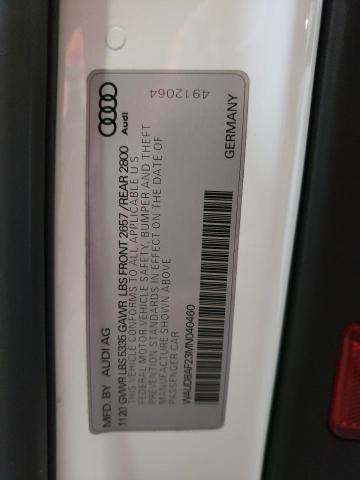 MFD. BY AUDI AG
1120 GVWR LBS 5335 GAWR LBS FRONT 2657 /REAR 2800
THIS VEHICLE CONFORMS TO ALL APPLICABLE U.S.
FEDERAL MOTOR VEHICLE SAFETY, BUMPER AND THEFT
PREVENTION STANDARDS IN EFFECT ON THE DATE OF
MANUFACTURE SHOWN ABOVE
PASSENGER CAR
WAUD8AF23MN040460
Audi
4912064
GERMANY